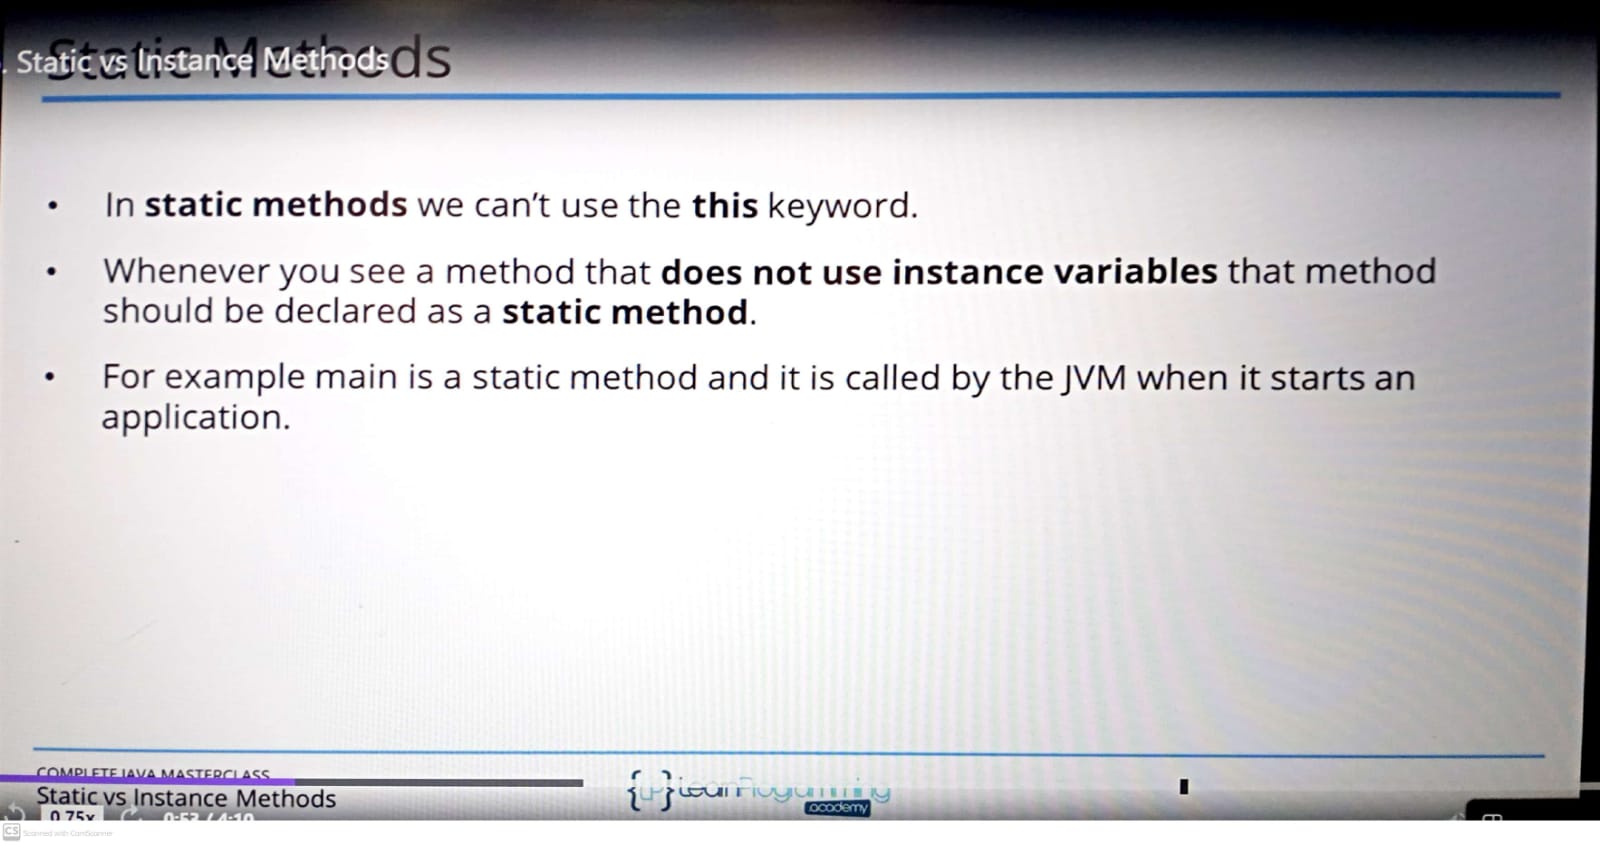 Static Methods
. Static vs Instance Methods
• In static methods we can't use the this keyword.
• Whenever you see a method that does not use instance variables that method
should be declared as a static method.
• For example main is a static method and it is called by the JVM when it starts an
application.
COMPLETE JAVA MASTERCLASS
Static vs Instance Methods
LearnProgramming
academy
0.75x
0:53 / 4:10
CS Scanned with CamScanner